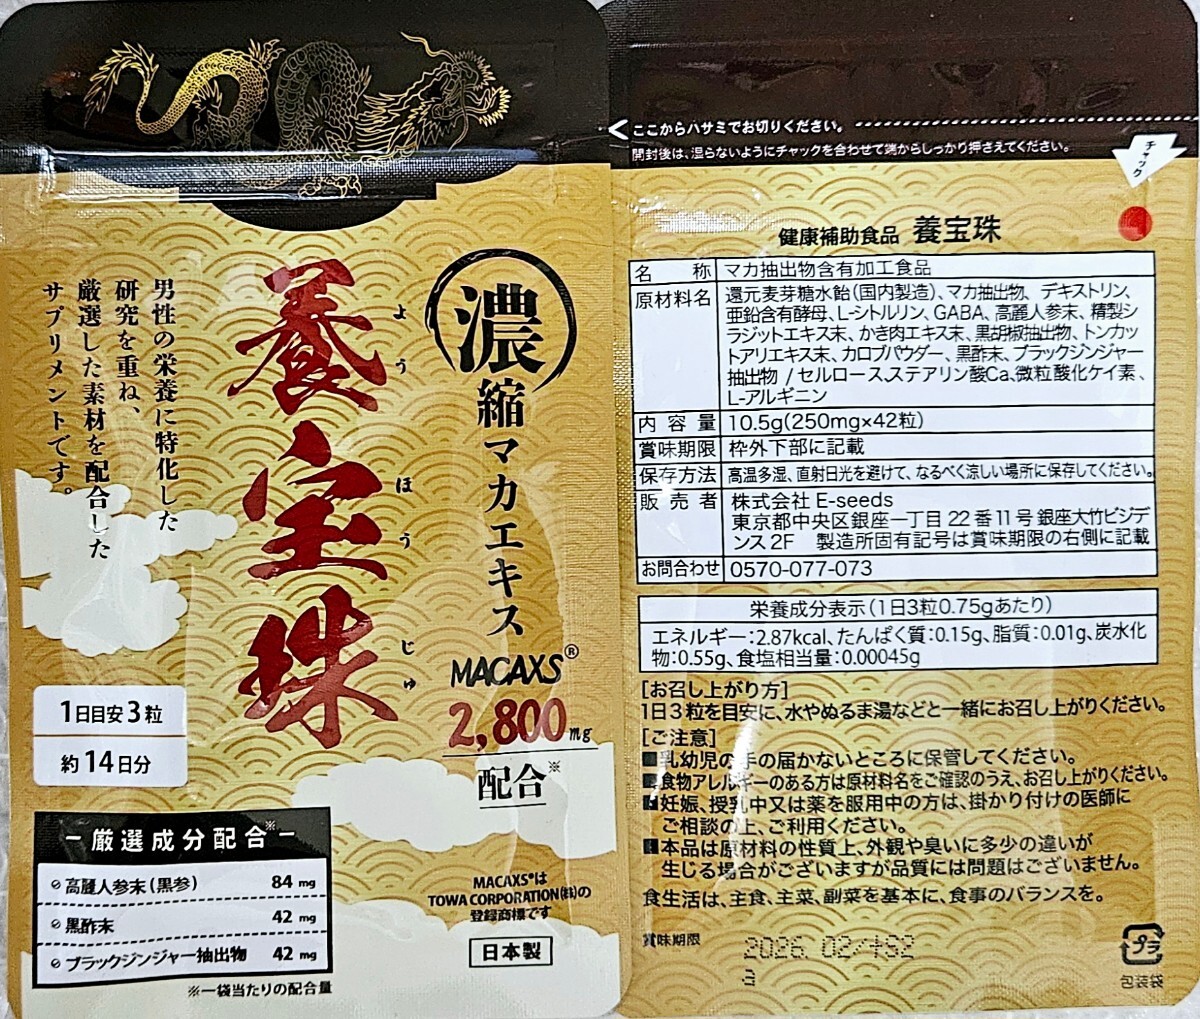 濃縮マカエキス
MACAXS®
2,800mg
配合※
養宝珠
ようほうじゅ
男性の栄養に特化した
研究を重ね、
厳選した素材を配合した
サプリメントです。
1日目安3粒
約14日分
ー厳選成分配合※ー
高麗人参末(黒参) 84mg
黒酢末 42mg
ブラックジンジャー抽出物 42mg
※一袋当たりの配合量
MACAXS®は
TOWA CORPORATION㈱の
登録商標です
日本製
ここからハサミでお切りください。
開封後は、湿らないようにチャックを合わせて端からしっかり押さえてください。
チャック
健康補助食品 養宝珠
名称 マカ抽出物含有加工食品
原材料名 還元麦芽糖水飴(国内製造)、マカ抽出物、デキストリン、
亜鉛含有酵母、L-シトルリン、GABA、高麗人参末、精製シ
ラジットエキス末、かき肉エキス末、黒胡椒抽出物、トンカッ
トアリエキス末、カロブパウダー、黒酢末、ブラックジンジャー
抽出物 / セルロース、ステアリン酸Ca、微粒酸化ケイ素、
L-アルギニン
内容量 10.5g(250mg×42粒)
賞味期限 枠外下部に記載
保存方法 高温多湿、直射日光を避けて、なるべく涼しい場所に保存してください。
販売者 株式会社 E-seeds
東京都中央区銀座一丁目22番11号 銀座大竹ビジデ
ンス2F 製造所固有記号は賞味期限の右側に記載
お問合わせ 0570-077-073
栄養成分表示(1日3粒0.75gあたり)
エネルギー:2.87kcal、たんぱく質:0.15g、脂質:0.01g、炭水化
物:0.55g、食塩相当量:0.00045g
[お召し上がり方]
1日3粒を目安に、水やぬるま湯などと一緒にお召し上がりください。
[ご注意]
■乳幼児の手の届かないところに保管してください。
■食物アレルギーのある方は原材料名をご確認のうえ、お召し上がりください。
■妊娠、授乳中又は薬を服用中の方は、掛かり付けの医師に
ご相談の上、ご利用ください。
■本品は原材料の性質上、外観や臭いに多少の違いが
生じる場合がございますが品質には問題はございません。
食生活は、主食、主菜、副菜を基本に、食事のバランスを。
賞味期限 2026.02/+S2
a
プラ
包装袋